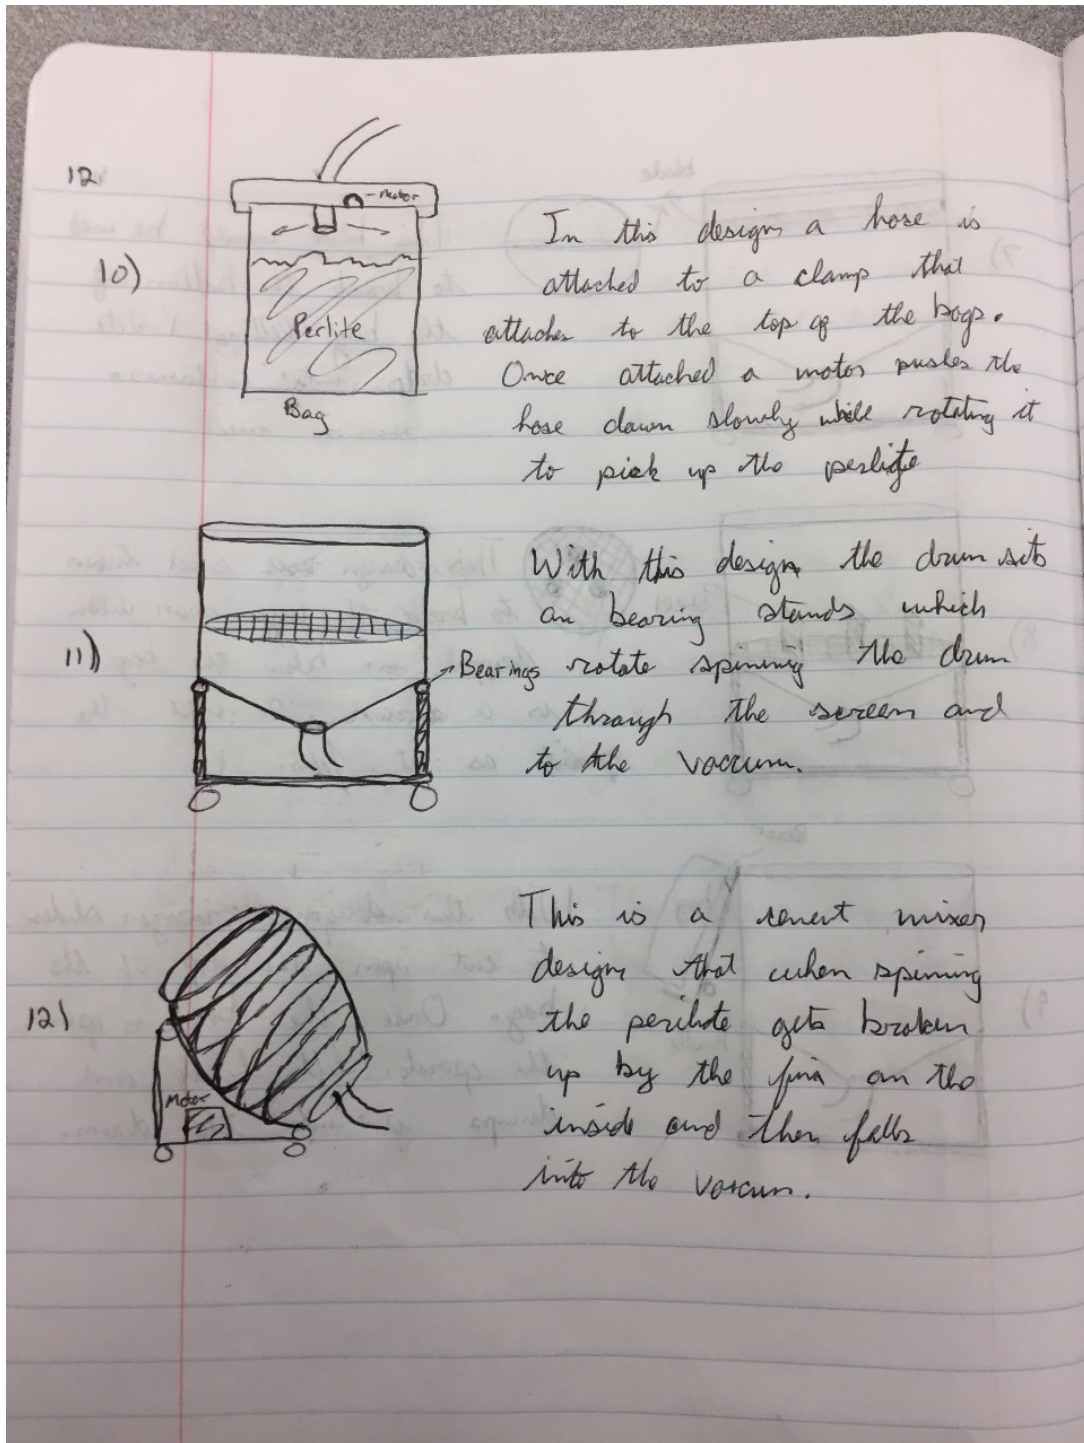 12
- motor
10)
Perlite
Bag
In this design a hose is
attached to a clamp that
attaches to the top of the bags.
Once attached a motor pushes the
hose down slowly while rotating it
to pick up the perlite
11)
→ Bearings
With this design the drum sits
on bearing stands which
rotate spinning the drum
through the screen and
to the vaccum.
12)
Motor
This is a cement mixer
design that when spining
the perilite gets broken
up by the fins on the
inside and then falls
into the vaccum.